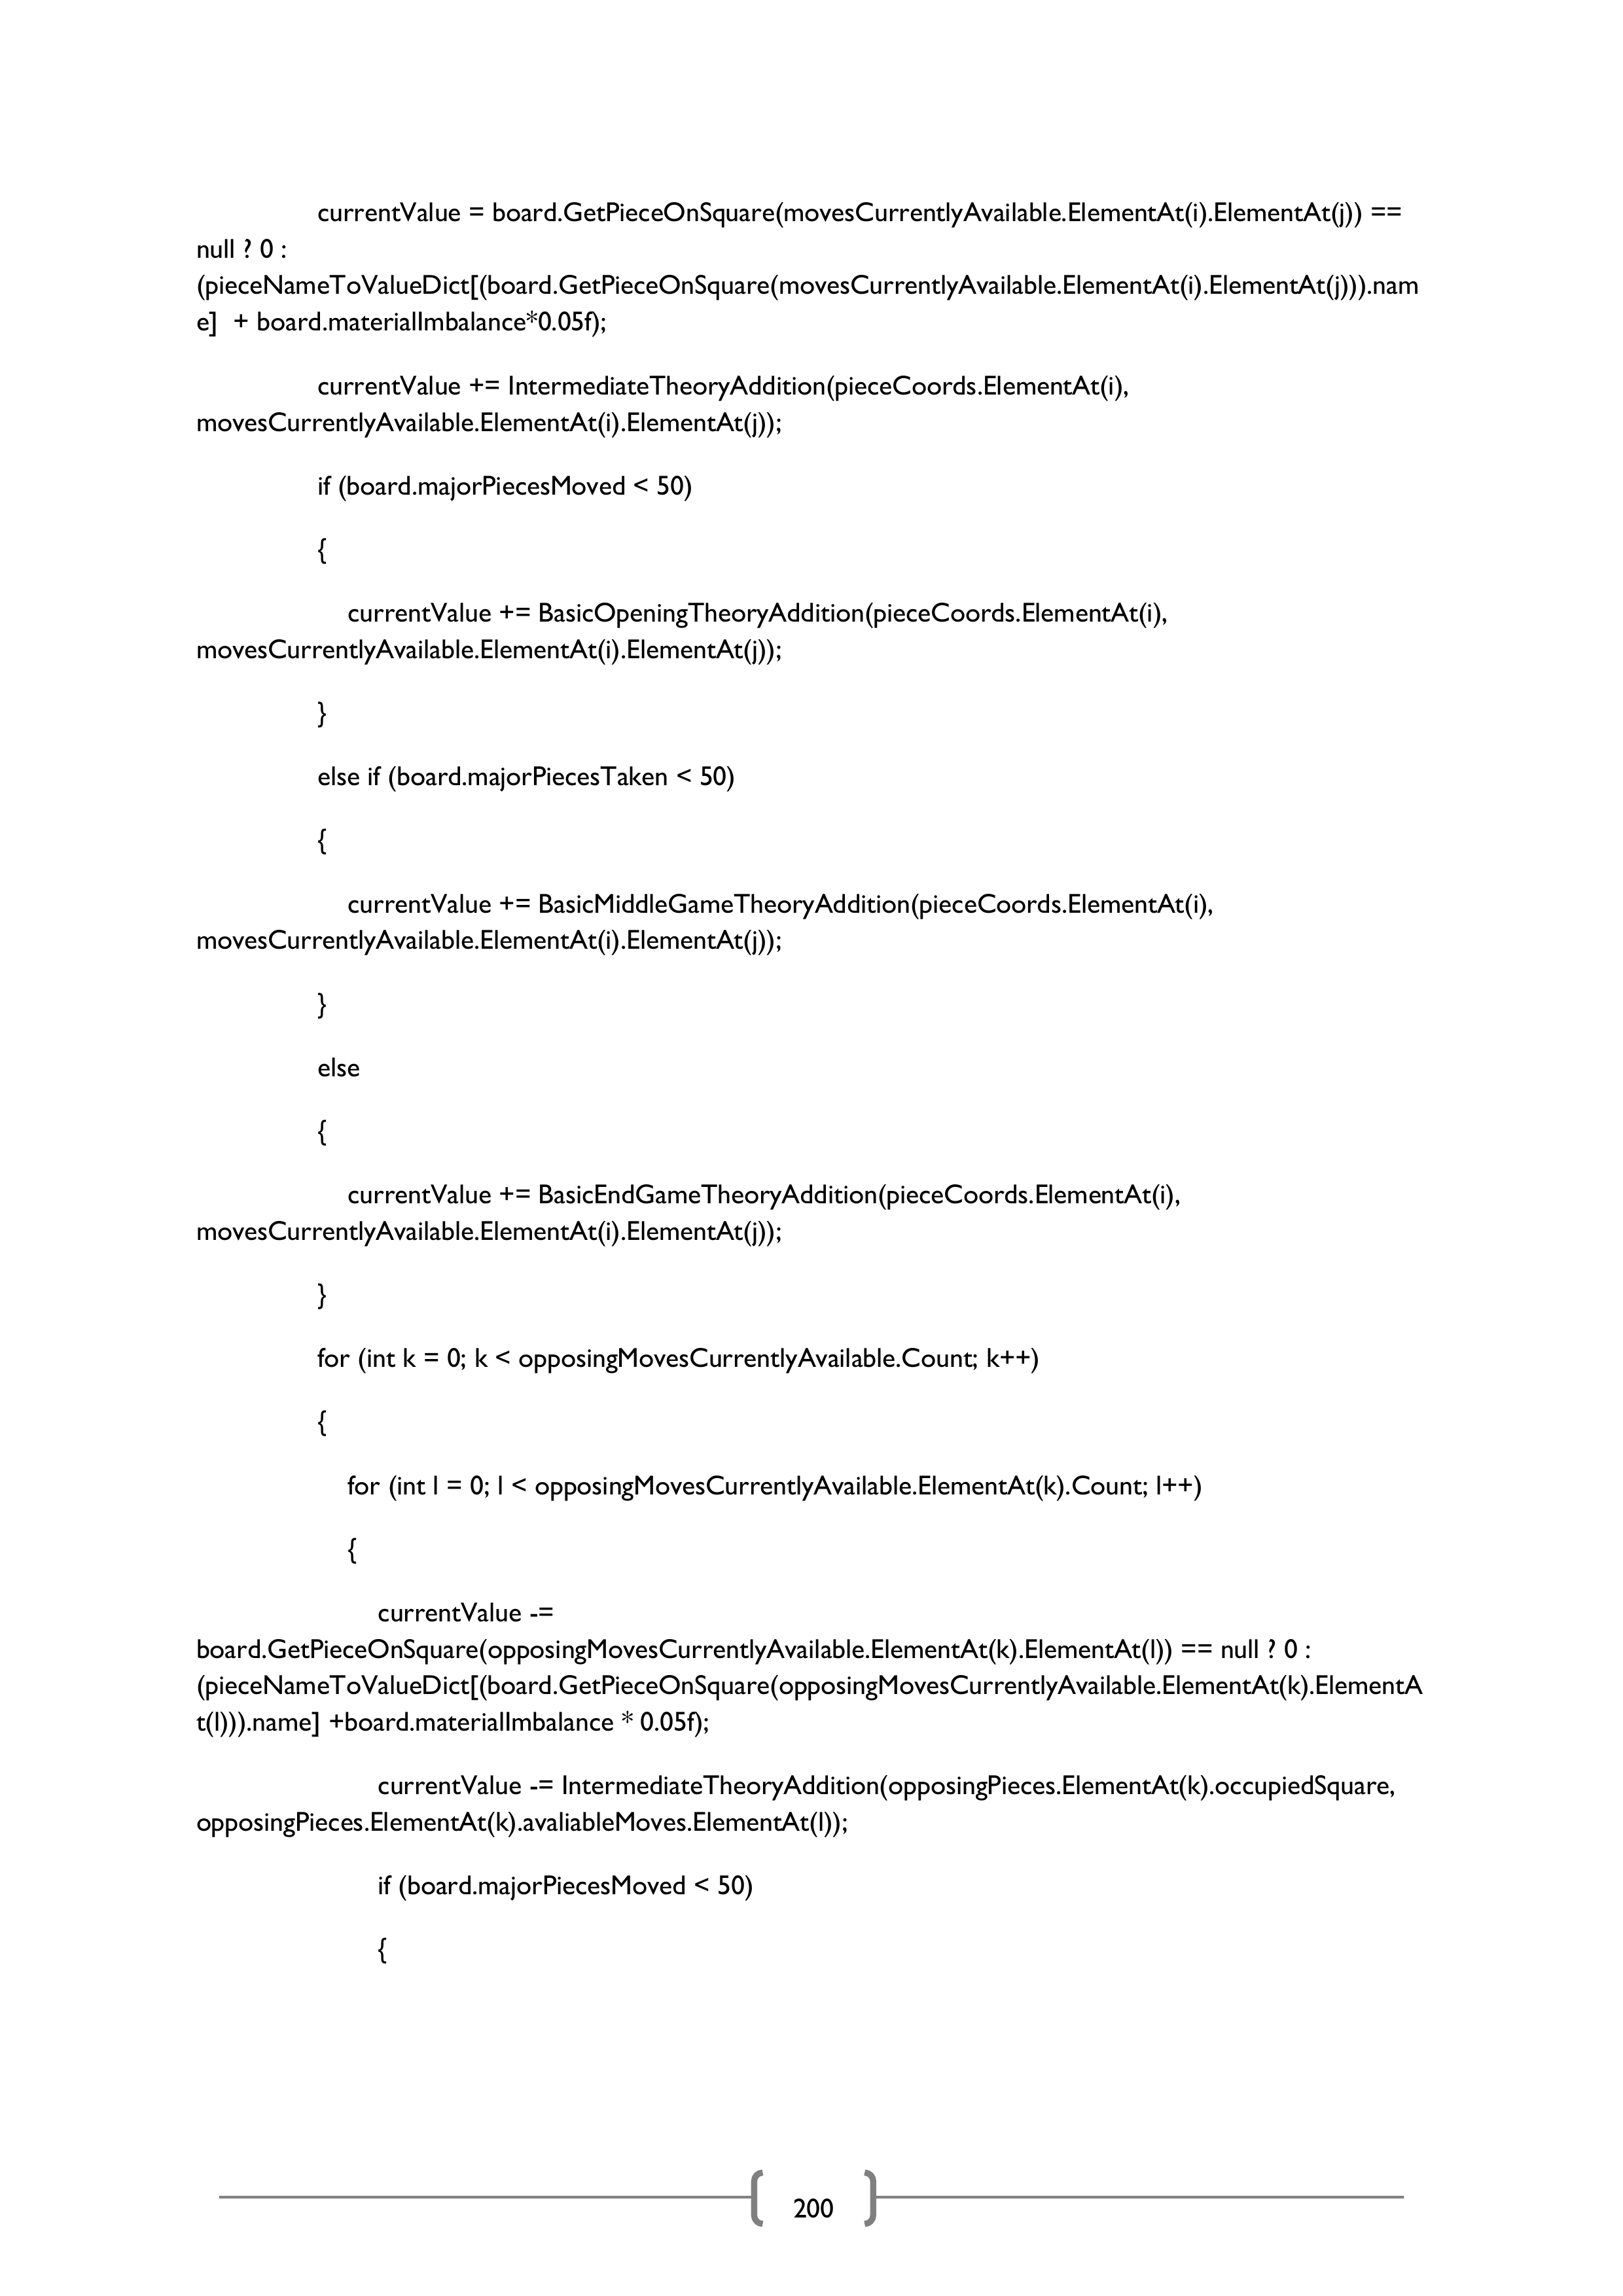 currentValue = board.GetPieceOnSquare(movesCurrentlyAvailable.ElementAt(i).ElementAt(j)) ==
null ? 0 :
(pieceNameToValueDict[(board.GetPieceOnSquare(movesCurrentlyAvailable.ElementAt(i).ElementAt(j))).nam
e]  + board.materialImbalance*0.05f);
currentValue += IntermediateTheoryAddition(pieceCoords.ElementAt(i),
movesCurrentlyAvailable.ElementAt(i).ElementAt(j));
if (board.majorPiecesMoved < 50)
{
currentValue += BasicOpeningTheoryAddition(pieceCoords.ElementAt(i),
movesCurrentlyAvailable.ElementAt(i).ElementAt(j));
}
else if (board.majorPiecesTaken < 50)
{
currentValue += BasicMiddleGameTheoryAddition(pieceCoords.ElementAt(i),
movesCurrentlyAvailable.ElementAt(i).ElementAt(j));
}
else
{
currentValue += BasicEndGameTheoryAddition(pieceCoords.ElementAt(i),
movesCurrentlyAvailable.ElementAt(i).ElementAt(j));
}
for (int k = 0; k < opposingMovesCurrentlyAvailable.Count; k++)
{
for (int l = 0; l < opposingMovesCurrentlyAvailable.ElementAt(k).Count; l++)
{
currentValue -=
board.GetPieceOnSquare(opposingMovesCurrentlyAvailable.ElementAt(k).ElementAt(l)) == null ? 0 :
(pieceNameToValueDict[(board.GetPieceOnSquare(opposingMovesCurrentlyAvailable.ElementAt(k).ElementA
t(l))).name] +board.materialImbalance * 0.05f);
currentValue -= IntermediateTheoryAddition(opposingPieces.ElementAt(k).occupiedSquare,
opposingPieces.ElementAt(k).avaliableMoves.ElementAt(l));
if (board.majorPiecesMoved < 50)
{
200